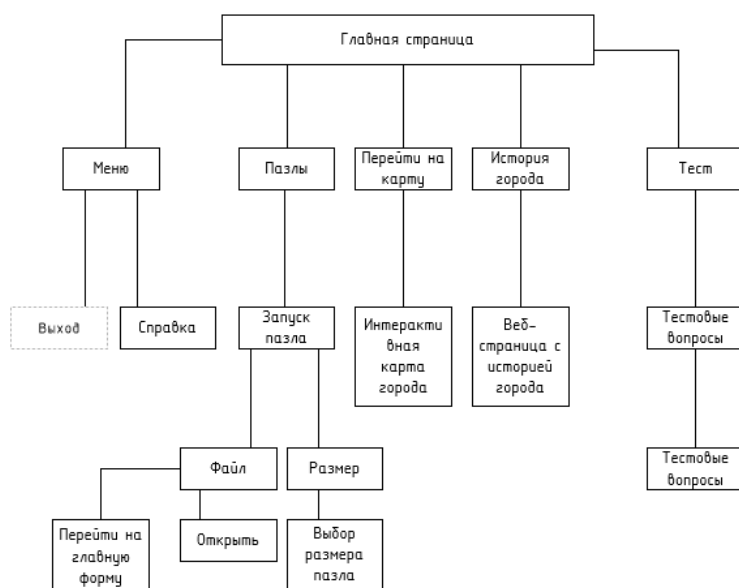 Главная страница
Меню
Пазлы
Перейти на
карту
История
города
Тест
Выход
Справка
Запуск
пазла
Интеракти
вная
карта
города
Веб-
страница с
историей
города
Тестовые
вопросы
Файл
Размер
Тестовые
вопросы
Перейти на
главную
форму
Открыть
Выбор
размера
пазла